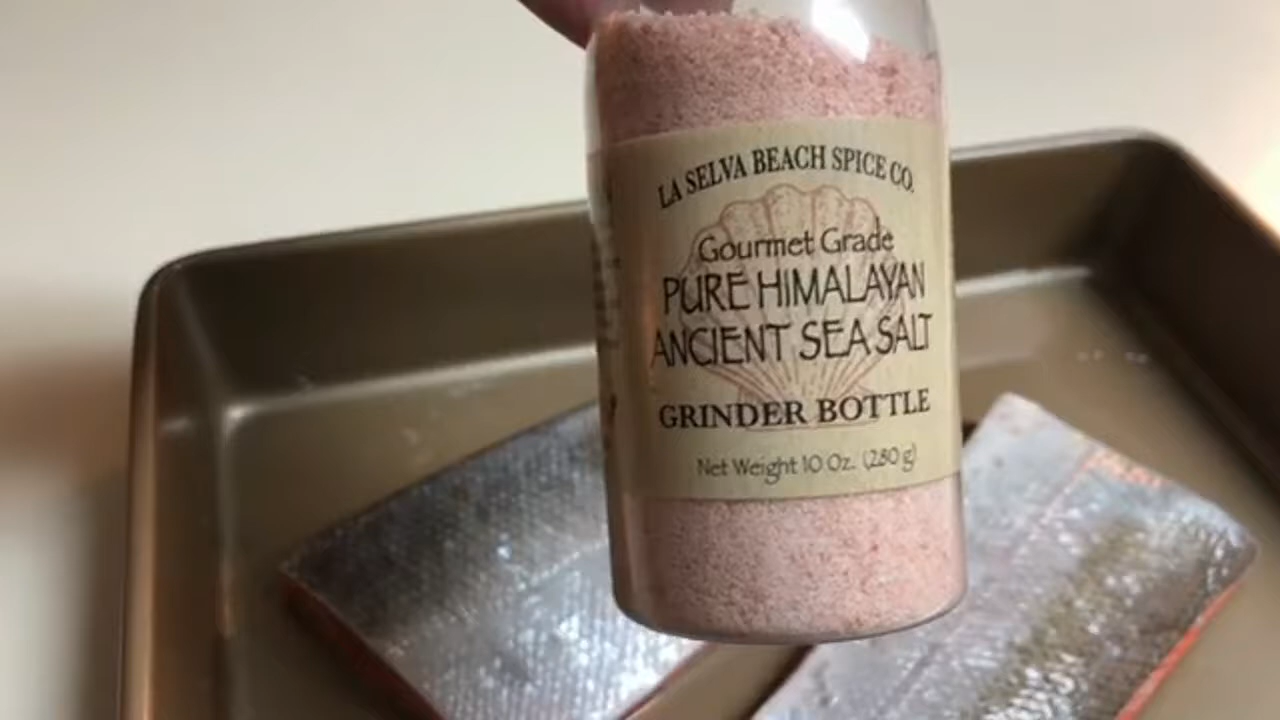 LA SELVA BEACH SPICE CO.
Gourmet Grade
PURE HIMALAYAN
ANCIENT SEA SALT
GRINDER BOTTLE
Net Weight 10 Oz. (280 g)